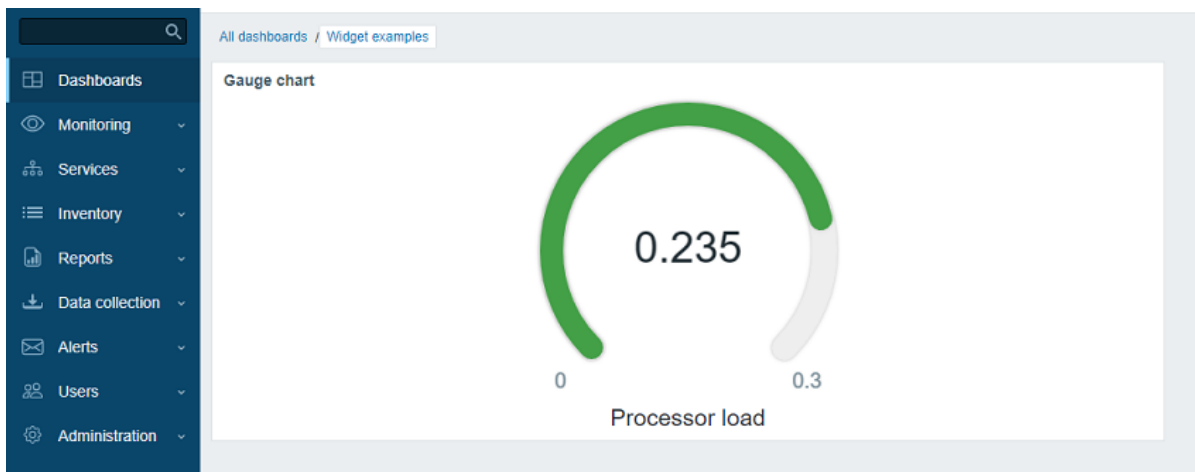 All dashboards / Widget examples
Dashboards
Monitoring
Services
Inventory
Reports
Data collection
Alerts
Users
Administration
Gauge chart
0.235
0 0.3
Processor load